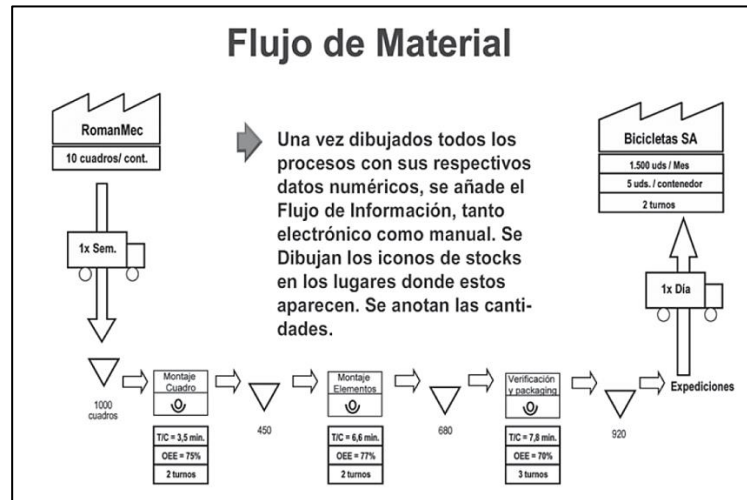 Flujo de Material
RomanMec
10 cuadros/ cont.
1x Sem.
Una vez dibujados todos los
procesos con sus respectivos
datos numéricos, se añade el
Flujo de Información, tanto
electrónico como manual. Se
Dibujan los iconos de stocks
en los lugares donde estos
aparecen. Se anotan las canti-
dades.
Bicicletas SA
1.500 uds / Mes
5 uds. / contenedor
2 turnos
1x Día
1000
cuadros
Montaje
Cuadro
T/C = 3,5 min.
OEE = 75%
2 turnos
450
Montaje
Elementos
T/C = 6,6 min.
OEE = 77%
2 turnos
680
Verificación
y packaging
T/C = 7,8 min.
OEE = 70%
3 turnos
920
Expediciones